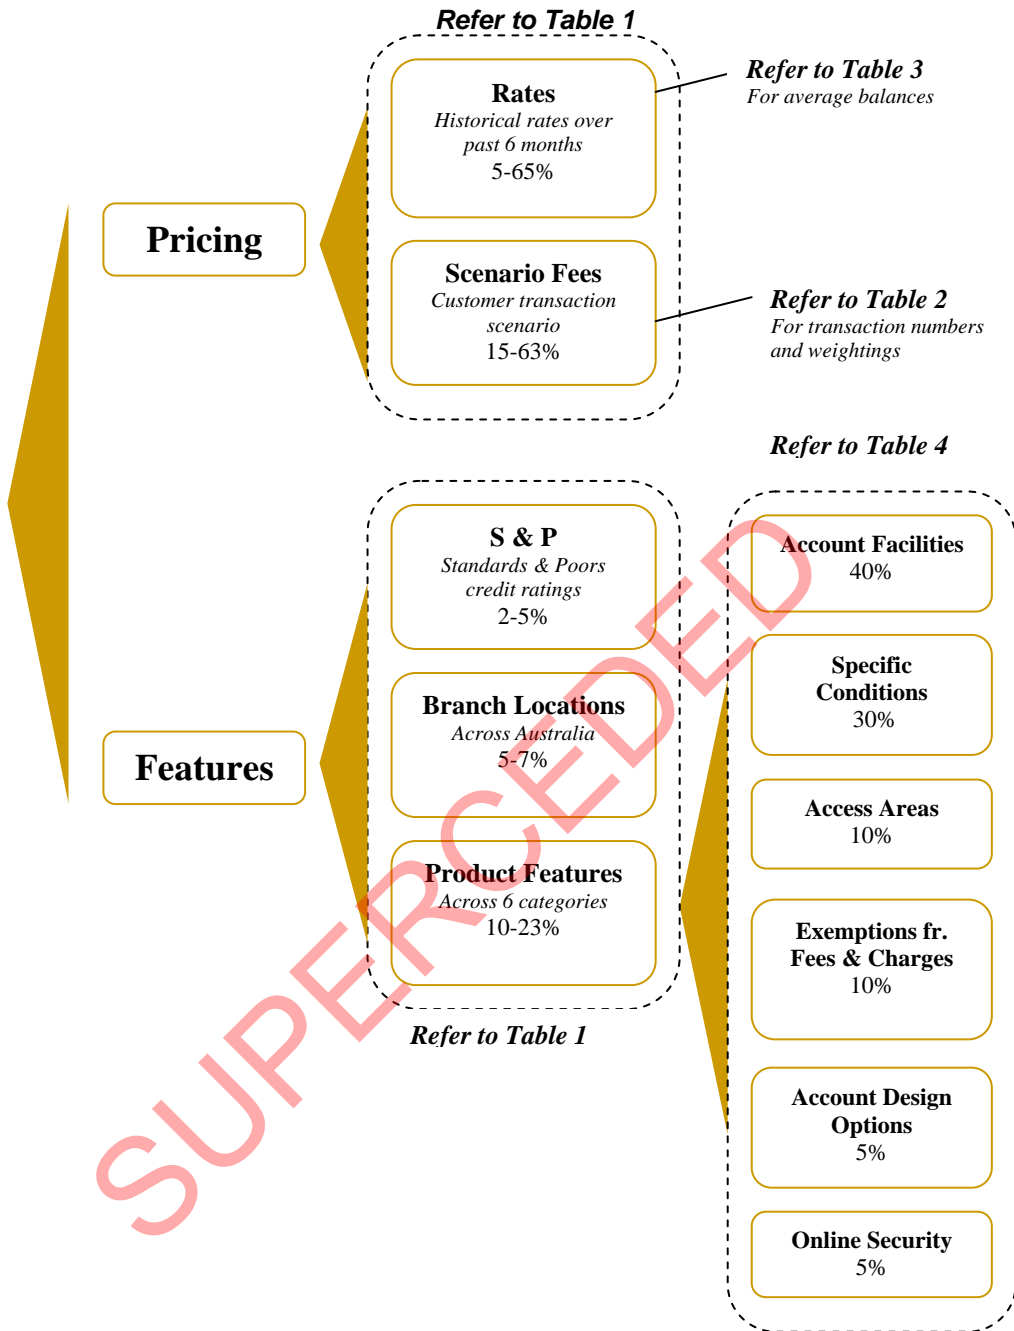 Refer to Table 1
Rates
Historical rates over
past 6 months
5-65%
Refer to Table 3
For average balances
Pricing
Scenario Fees
Customer transaction
scenario
15-63%
Refer to Table 2
For transaction numbers
and weightings
Refer to Table 4
S & P
Standards & Poors
credit ratings
2-5%
Branch Locations
Across Australia
5-7%
Features
Product Features
Across 6 categories
10-23%
Refer to Table 1
Account Facilities
40%
Specific
Conditions
30%
Access Areas
10%
Exemptions fr.
Fees & Charges
10%
Account Design
Options
5%
Online Security
5%
SUPERCEDED